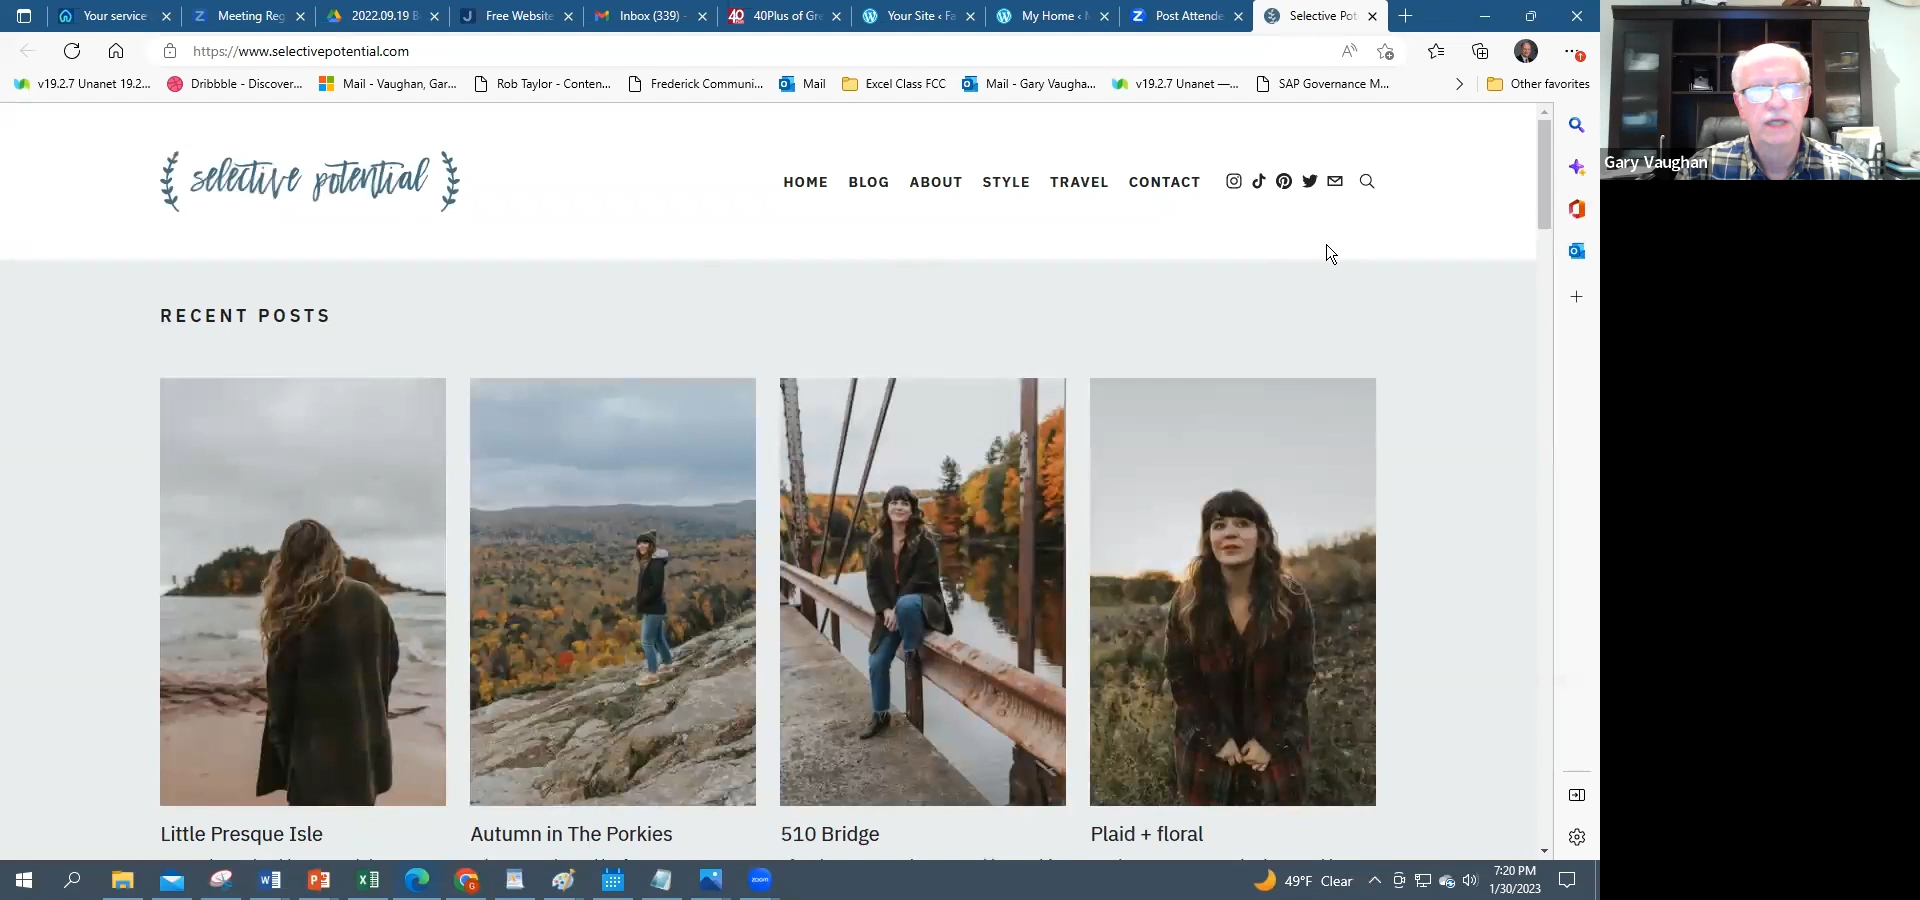 Your service
Meeting Reg
2022.09.19 B
Free Website
Inbox (339) -
40Plus of Gre
Your Site ‹ Fa
My Home ‹ M
Post Attende
Selective Pot
https://www.selectivepotential.com
v19.2.7 Unanet 19.2...
Dribbble - Discover...
Mail - Vaughan, Gar...
Rob Taylor - Conten...
Frederick Communi...
Mail
Excel Class FCC
Mail - Gary Vaugha...
v19.2.7 Unanet —...
SAP Governance M...
Other favorites
selective potential
HOME BLOG ABOUT STYLE TRAVEL CONTACT
RECENT POSTS
Little Presque Isle
Autumn in The Porkies
510 Bridge
Plaid + floral
Gary Vaughan
zoom
49°F Clear
7:20 PM
1/30/2023